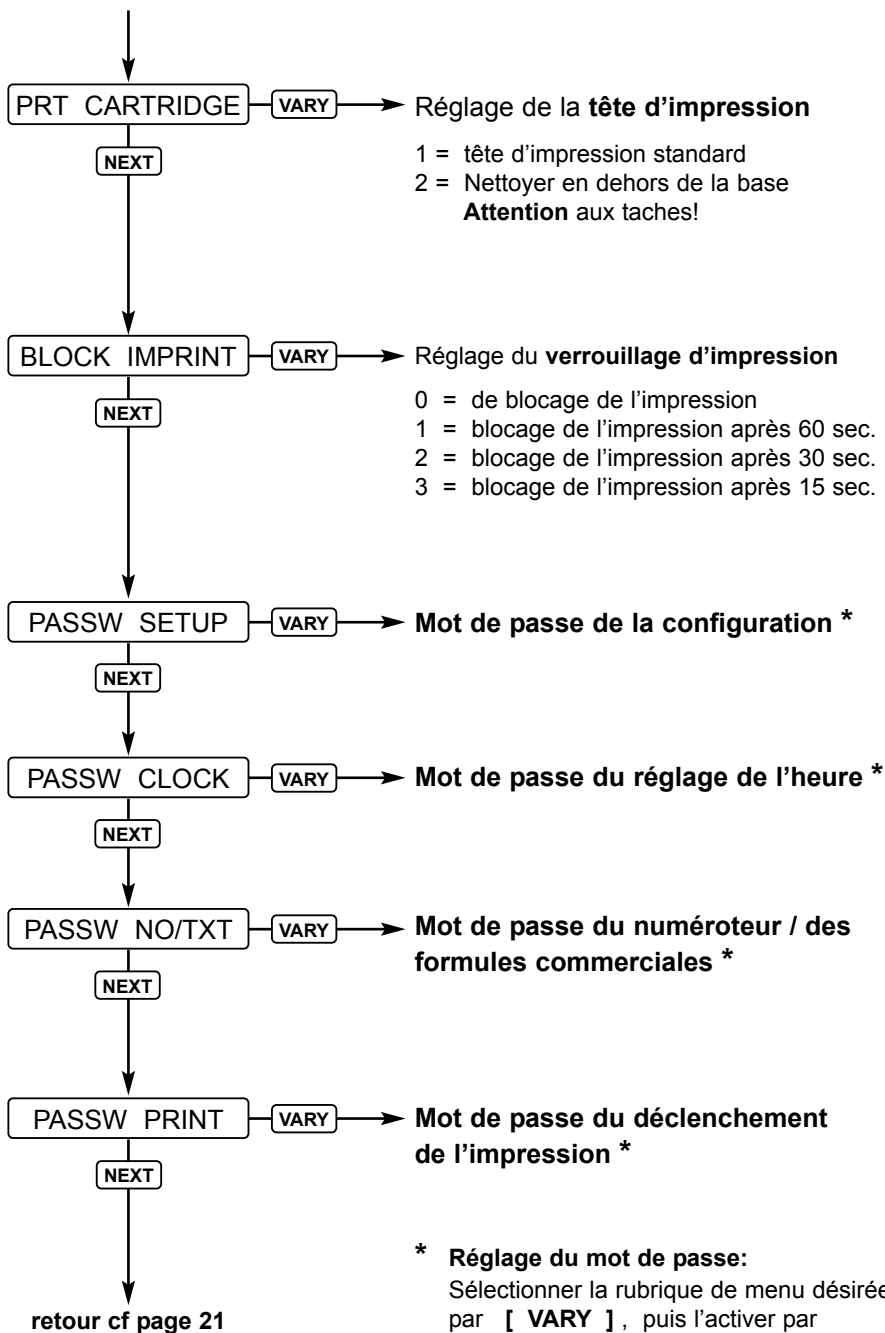 PRT CARTRIDGE VARY Réglage de la tête d'impression
NEXT
1 = tête d'impression standard
2 = Nettoyer en dehors de la base
Attention aux taches!
BLOCK IMPRINT VARY Réglage du verrouillage d'impression
NEXT
0 = de blocage de l'impression
1 = blocage de l'impression après 60 sec.
2 = blocage de l'impression après 30 sec.
3 = blocage de l'impression après 15 sec.
PASSW SETUP VARY Mot de passe de la configuration *
NEXT
PASSW CLOCK VARY Mot de passe du réglage de l'heure *
NEXT
PASSW NO/TXT VARY Mot de passe du numéroteur / des
formules commerciales *
NEXT
PASSW PRINT VARY Mot de passe du déclenchement
de l'impression *
NEXT
* Réglage du mot de passe:
Sélectionner la rubrique de menu désirée
par [ VARY ] , puis l'activer par
retour cf page 21